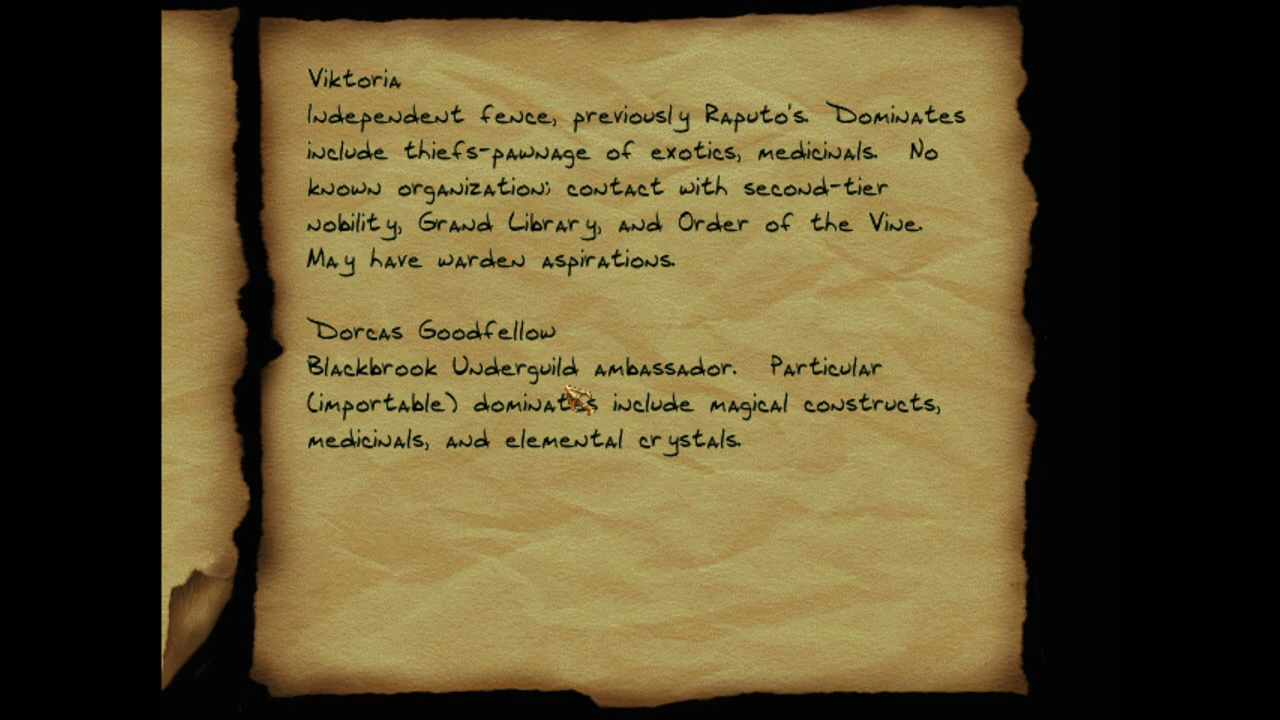 Viktoria
Independent fence, previously Raputo's. Dominates
include thiefs-pawnage of exotics, medicinals. No
known organization; contact with second-tier
nobility, Grand Library, and Order of the Vine.
May have warden aspirations.
Dorcas Goodfellow
Blackbrook Underguild ambassador. Particular
(importable) dominates include magical constructs,
medicinals, and elemental crystals.